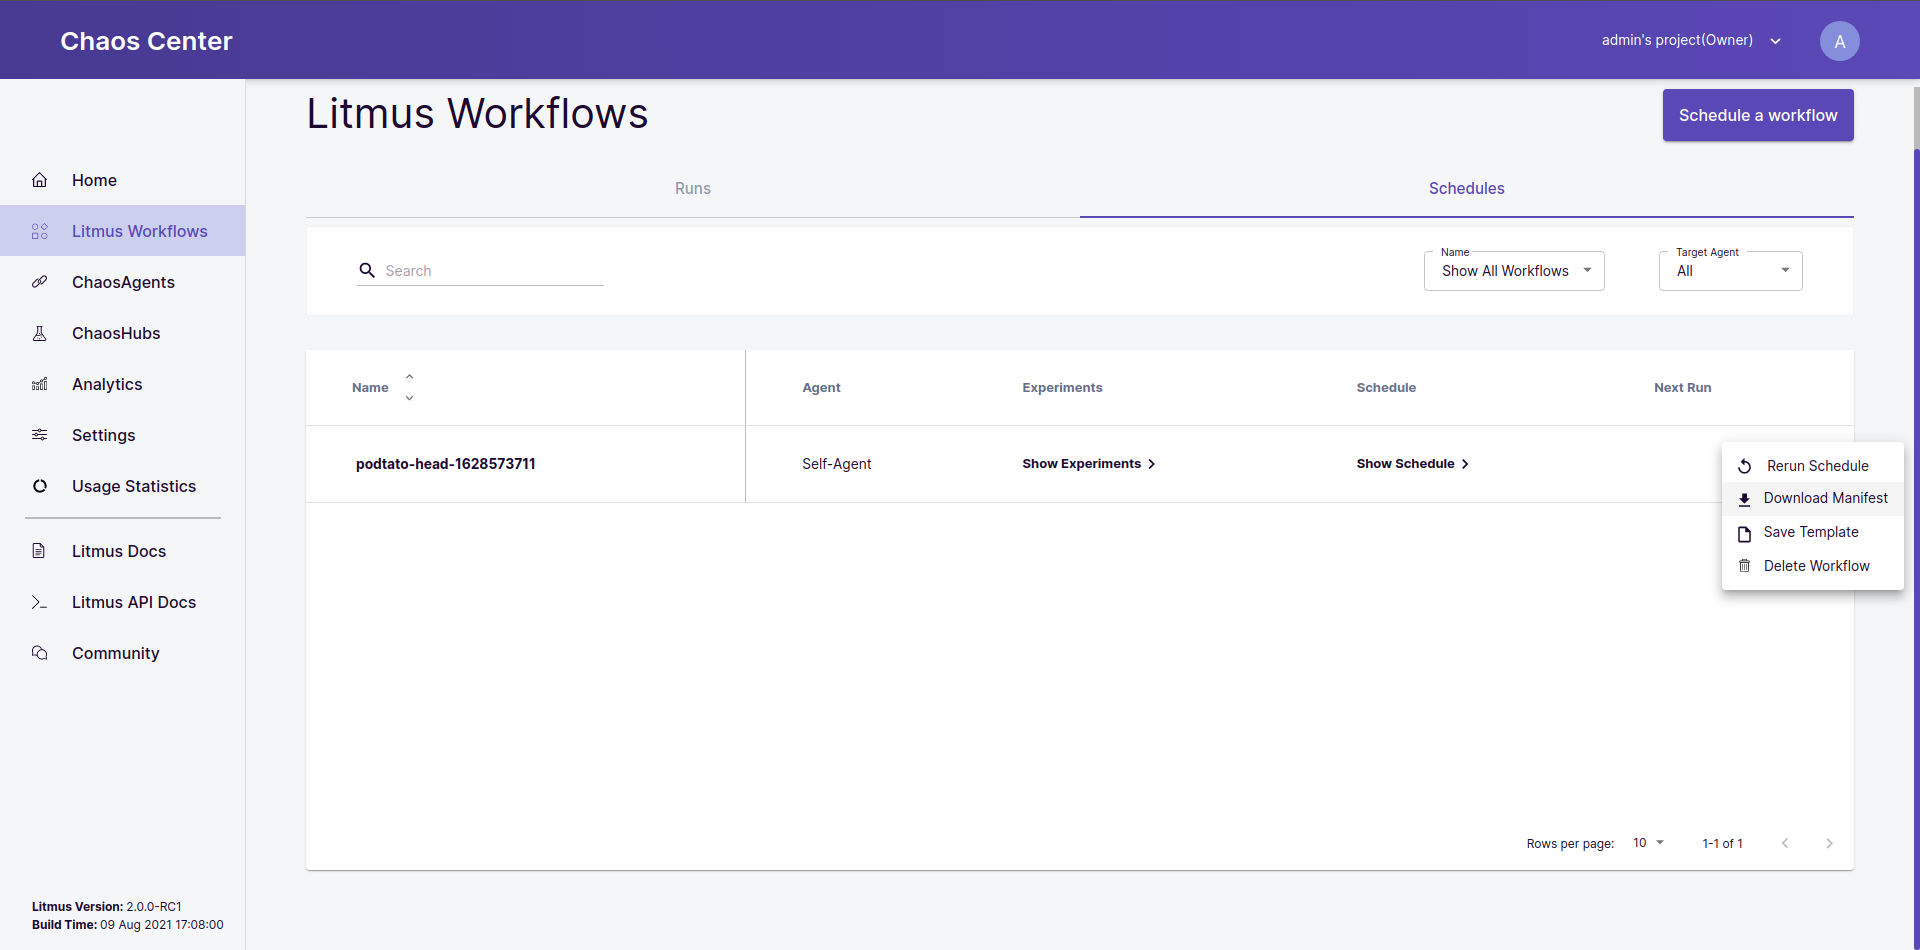 Chaos Center
admin's project(Owner)
A
Litmus Workflows
Schedule a workflow
Home
Litmus Workflows
ChaosAgents
ChaosHubs
Analytics
Settings
Usage Statistics
Litmus Docs
Litmus API Docs
Community
Litmus Version: 2.0.0-RC1
Build Time: 09 Aug 2021 17:08:00
Runs
Schedules
Search
Name
Show All Workflows
Target Agent
All
Name
Agent
Experiments
Schedule
Next Run
podtato-head-1628573711
Self-Agent
Show Experiments
Show Schedule
Rerun Schedule
Download Manifest
Save Template
Delete Workflow
Rows per page: 10 1-1 of 1